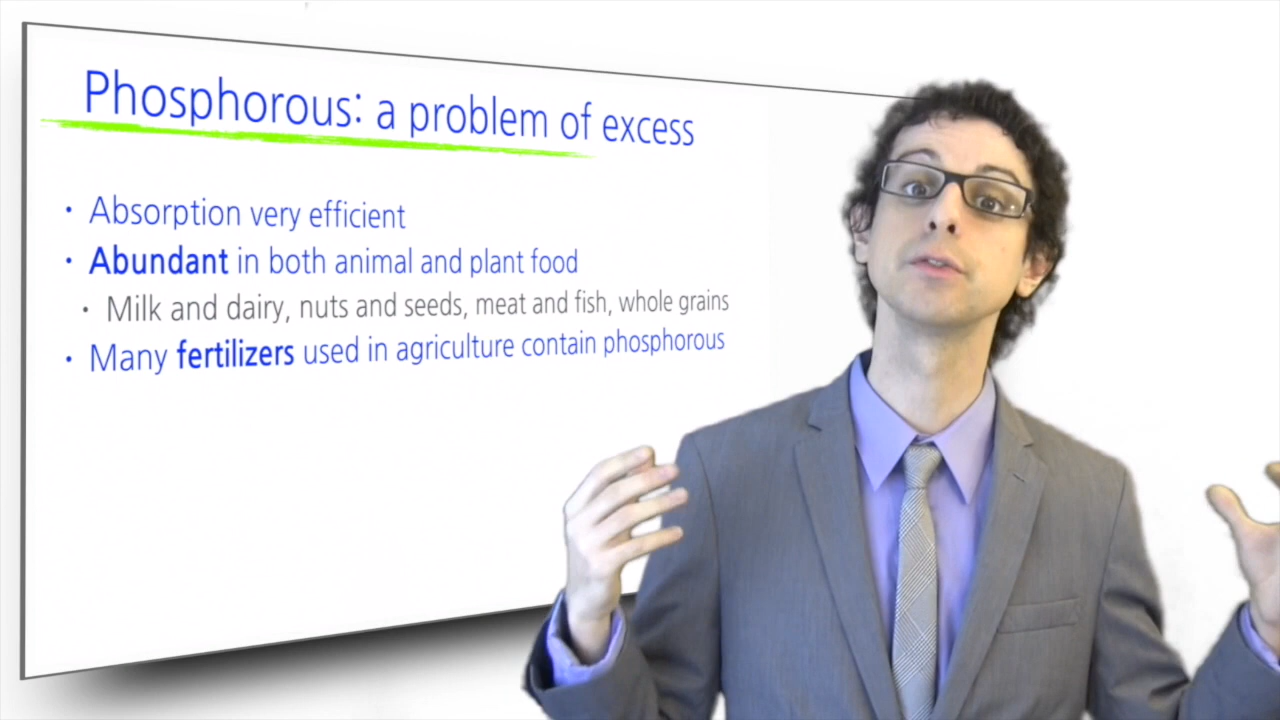 Phosphorous: a problem of excess
• Absorption very efficient
• Abundant in both animal and plant food
• Milk and dairy, nuts and seeds, meat and fish, whole grains
• Many fertilizers used in agriculture contain phosphorous